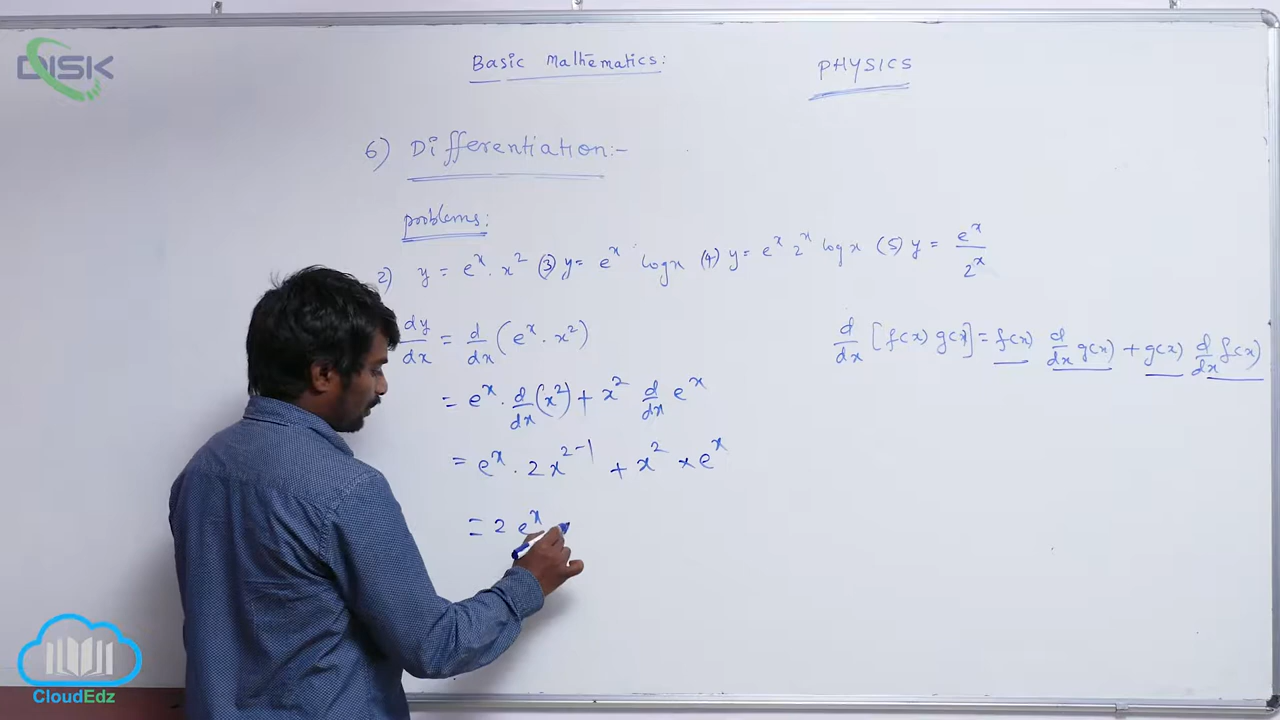 DISK
Basic Mathematics:
PHYSICS
6) Differentiation:-
problems:
2) y = e^x . x^2 (3) y = e^x log x (4) y = e^x 2^x log x (5) y = e^x / 2^x
dy/dx = d/dx (e^x . x^2)
d/dx [f(x) g(x)] = f(x) d/dx g(x) + g(x) d/dx f(x)
= e^x . d/dx (x^2) + x^2 d/dx e^x
= e^x . 2x^2-1 + x^2 × e^x
= 2 e^x
CloudEdz